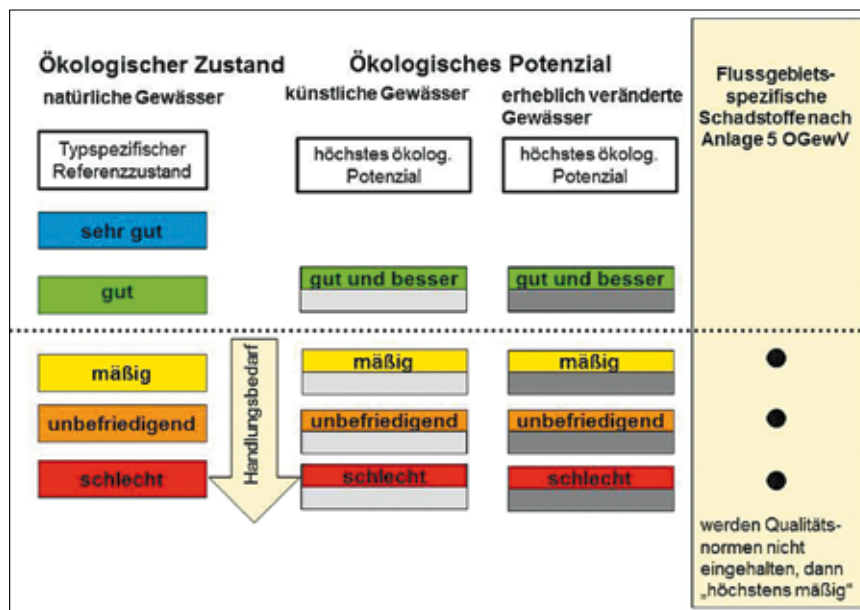 Ökologischer Zustand
natürliche Gewässer
Typspezifischer
Referenzzustand
sehr gut
gut
mäßig
unbefriedigend
schlecht
Handlungsbedarf
Ökologisches Potenzial
künstliche Gewässer
höchstes ökolog.
Potenzial
gut und besser
mäßig
unbefriedigend
schlecht
erheblich veränderte
Gewässer
höchstes ökolog.
Potenzial
gut und besser
mäßig
unbefriedigend
schlecht
Flussgebiets-
spezifische
Schadstoffe nach
Anlage 5 OGewV
werden Qualitäts-
normen nicht
eingehalten, dann
„höchstens mäßig“